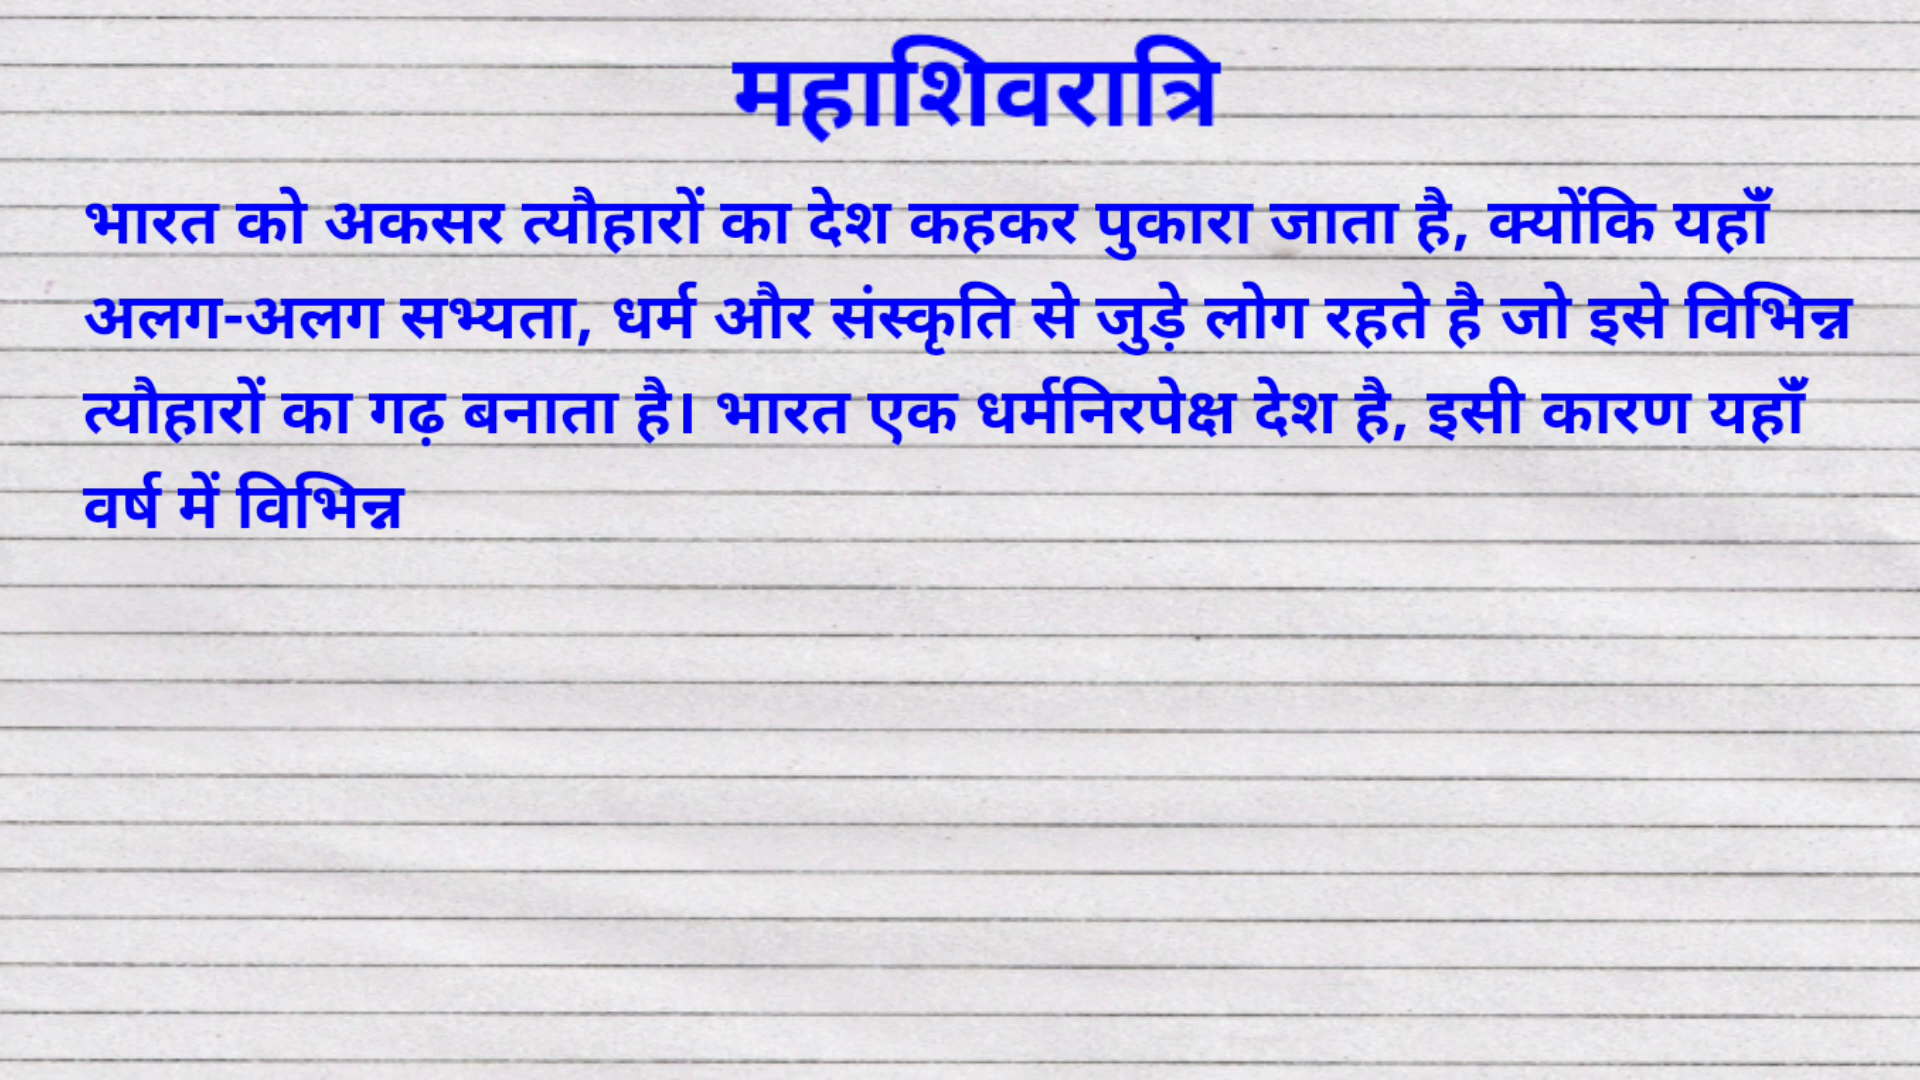 महाशिवरात्रि
भारत को अकसर त्यौहारों का देश कहकर पुकारा जाता है, क्योंकि यहाँ
अलग-अलग सभ्यता, धर्म और संस्कृति से जुड़े लोग रहते है जो इसे विभिन्न
त्यौहारों का गढ़ बनाता है। भारत एक धर्मनिरपेक्ष देश है, इसी कारण यहाँ
वर्ष में विभिन्न